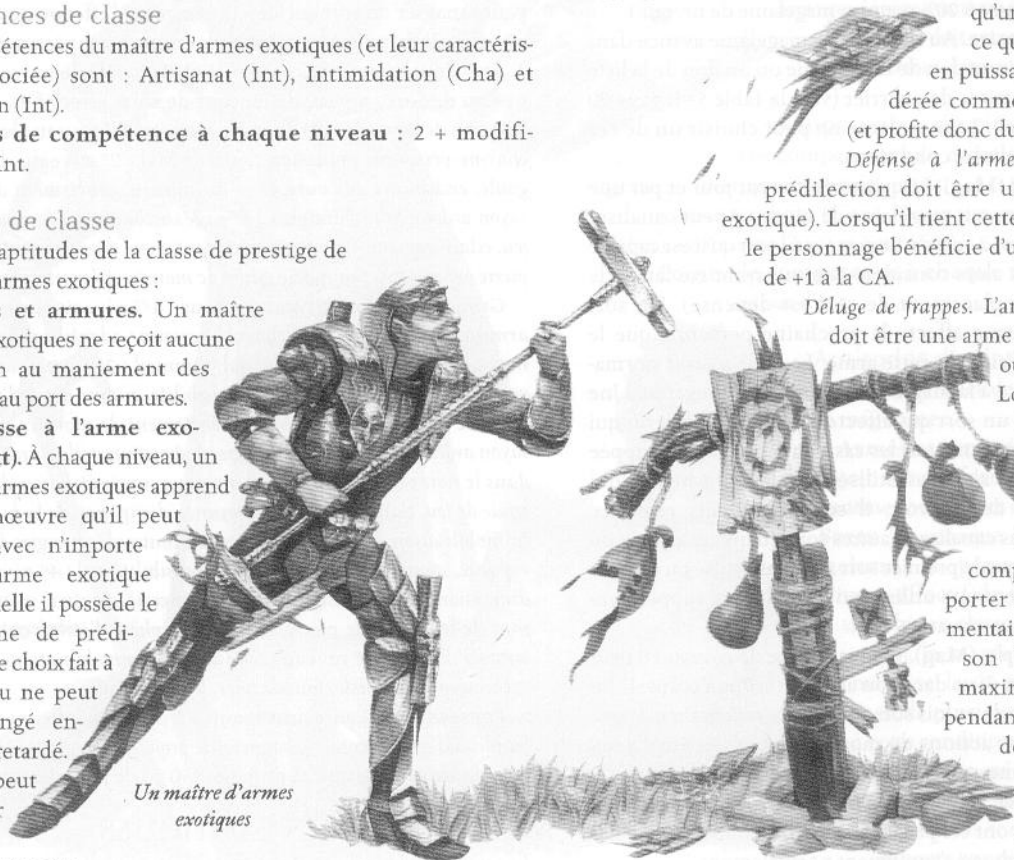 nces de classe
pétences du maître d'armes exotiques (et leur caractéris-
ociée) sont : Artisanat (Int), Intimidation (Cha) et
n (Int).
de compétence à chaque niveau : 2 + modifi-
Int.
de classe
aptitudes de la classe de prestige de
armes exotiques :
s et armures. Un maître
xotiques ne reçoit aucune
n au maniement des
au port des armures.
sse à l'arme exo-
t). À chaque niveau, un
armes exotiques apprend
nœuvre qu'il peut
avec n'importe
arme exotique
elle il possède le
ne de prédi-
e choix fait à
u ne peut
ngé en-
retardé.
peut
Un maître d'armes
exotiques
qu'un
ce qu
en puissa
dérée comme
(et profite donc du
Défense à l'arme
prédilection doit être u
exotique). Lorsqu'il tient cette
le personnage bénéficie d'u
de +1 à la CA.
Déluge de frappes. L'ar
doit être une arme
ou
Lo
comp
porter
mentai
son
maxin
pendan
de